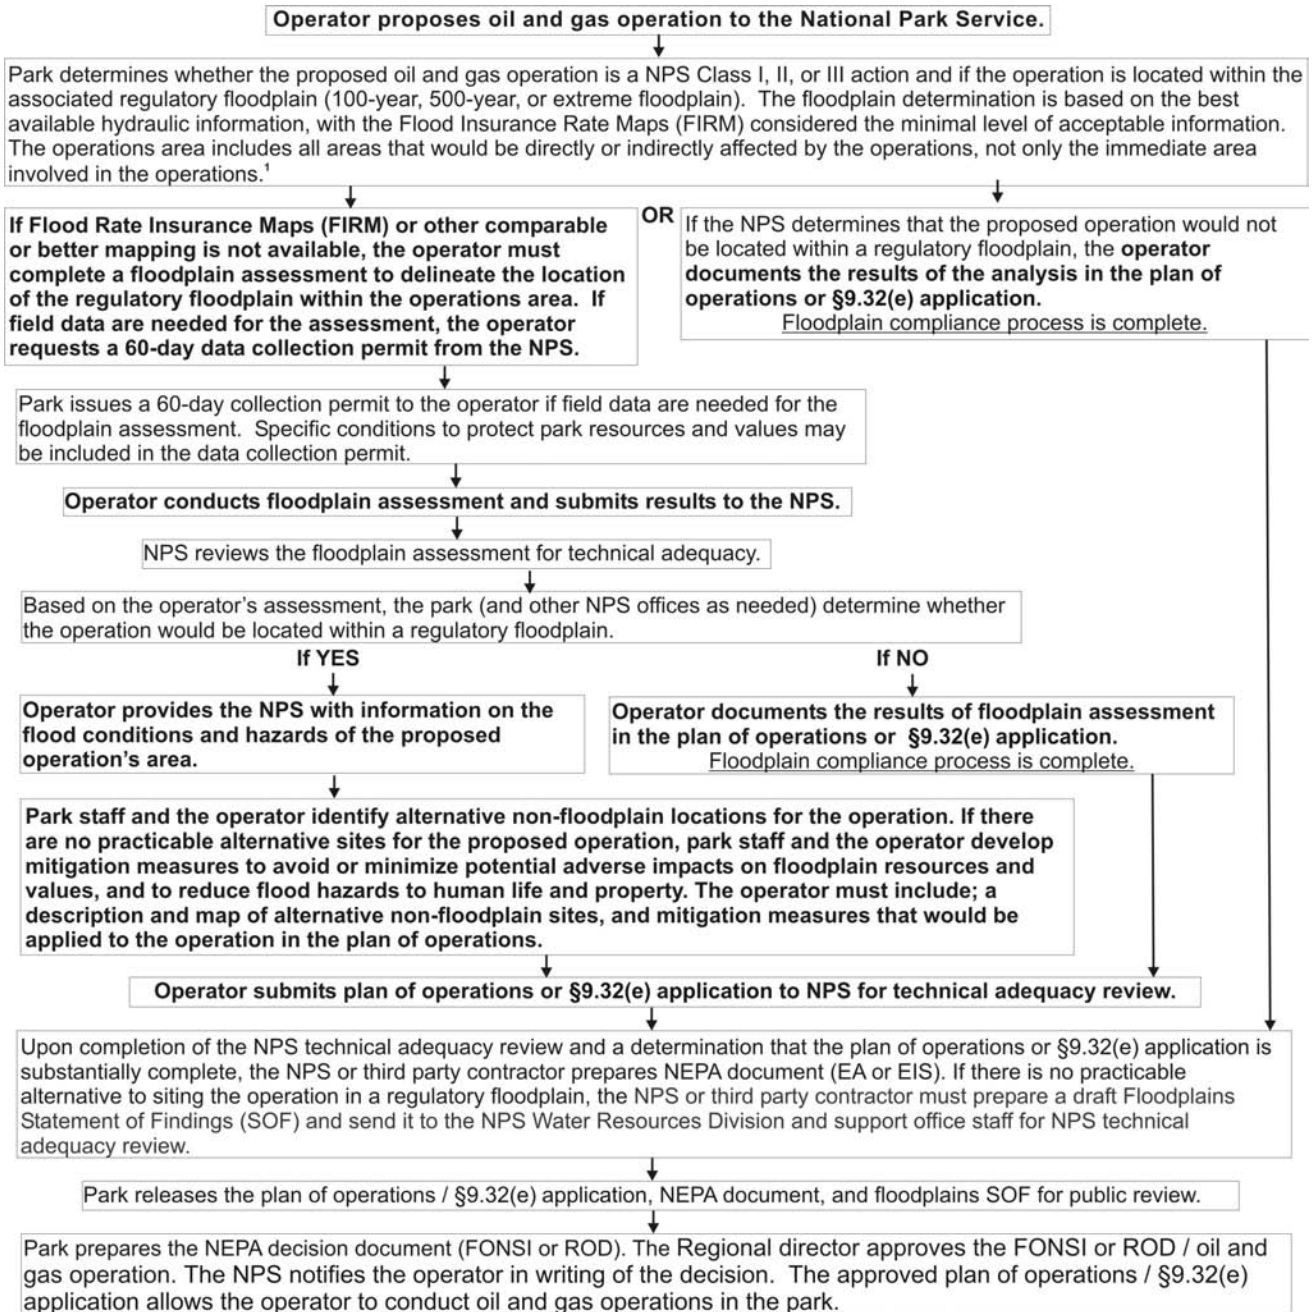 Operator proposes oil and gas operation to the National Park Service.
Park determines whether the proposed oil and gas operation is a NPS Class I, II, or III action and if the operation is located within the
associated regulatory floodplain (100-year, 500-year, or extreme floodplain).  The floodplain determination is based on the best
available hydraulic information, with the Flood Insurance Rate Maps (FIRM) considered the minimal level of acceptable information.
The operations area includes all areas that would be directly or indirectly affected by the operations, not only the immediate area
involved in the operations.¹
If Flood Rate Insurance Maps (FIRM) or other comparable
or better mapping is not available, the operator must
complete a floodplain assessment to delineate the location
of the regulatory floodplain within the operations area.  If
field data are needed for the assessment, the operator
requests a 60-day data collection permit from the NPS.
OR
If the NPS determines that the proposed operation would not
be located within a regulatory floodplain, the operator
documents the results of the analysis in the plan of
operations or §9.32(e) application.
Floodplain compliance process is complete.
Park issues a 60-day collection permit to the operator if field data are needed for the
floodplain assessment.  Specific conditions to protect park resources and values may
be included in the data collection permit.
Operator conducts floodplain assessment and submits results to the NPS.
NPS reviews the floodplain assessment for technical adequacy.
Based on the operator's assessment, the park (and other NPS offices as needed) determine whether
the operation would be located within a regulatory floodplain.
If YES
If NO
Operator provides the NPS with information on the
flood conditions and hazards of the proposed
operation's area.
Operator documents the results of floodplain assessment
in the plan of operations or  §9.32(e) application.
Floodplain compliance process is complete.
Park staff and the operator identify alternative non-floodplain locations for the operation. If there
are no practicable alternative sites for the proposed operation, park staff and the operator develop
mitigation measures to avoid or minimize potential adverse impacts on floodplain resources and
values, and to reduce flood hazards to human life and property. The operator must include; a
description and map of alternative non-floodplain sites, and mitigation measures that would be
applied to the operation in the plan of operations.
Operator submits plan of operations or §9.32(e) application to NPS for technical adequacy review.
Upon completion of the NPS technical adequacy review and a determination that the plan of operations or §9.32(e) application is
substantially complete, the NPS or third party contractor prepares NEPA document (EA or EIS). If there is no practicable
alternative to siting the operation in a regulatory floodplain, the NPS or third party contractor must prepare a draft Floodplains
Statement of Findings (SOF) and send it to the NPS Water Resources Division and support office staff for NPS technical
adequacy review.
Park releases the plan of operations / §9.32(e) application, NEPA document, and floodplains SOF for public review.
Park prepares the NEPA decision document (FONSI or ROD). The Regional director approves the FONSI or ROD / oil and
gas operation. The NPS notifies the operator in writing of the decision.  The approved plan of operations / §9.32(e)
application allows the operator to conduct oil and gas operations in the park.